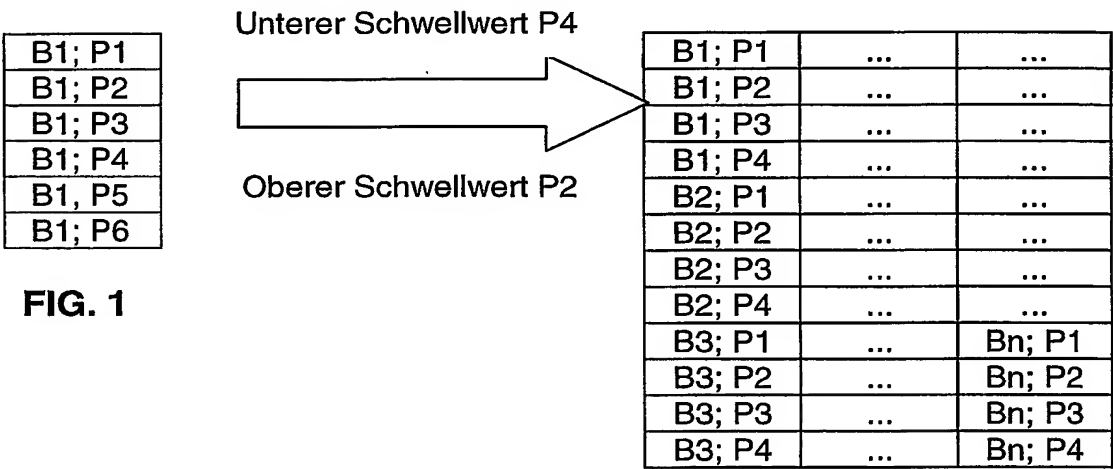 B1; P1
B1; P2
B1; P3
B1; P4
B1, P5
B1; P6
FIG. 1
Unterer Schwellwert P4
Oberer Schwellwert P2
B1; P1 ... ...
B1; P2 ... ...
B1; P3 ... ...
B1; P4 ... ...
B2; P1 ... ...
B2; P2 ... ...
B2; P3 ... ...
B2; P4 ... ...
B3; P1 ... Bn; P1
B3; P2 ... Bn; P2
B3; P3 ... Bn; P3
B3; P4 ... Bn; P4